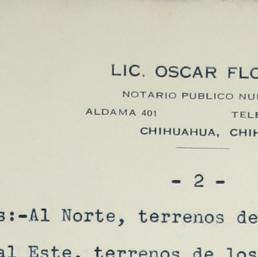 LIC. OSCAR FLO
NOTARIO PUBLICO NU
ALDAMA 401 TELE
CHIHUAHUA, CHIH
- 2 -
s:-Al Norte, terrenos de
al Este, terrenos de los